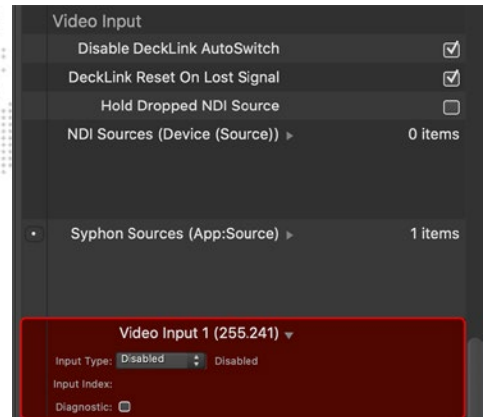 Video Input
Disable DeckLink AutoSwitch
DeckLink Reset On Lost Signal
Hold Dropped NDI Source
NDI Sources (Device (Source)) 0 items
Syphon Sources (App:Source) 1 items
Video Input 1 (255.241)
Input Type: Disabled Disabled
Input Index:
Diagnostic: